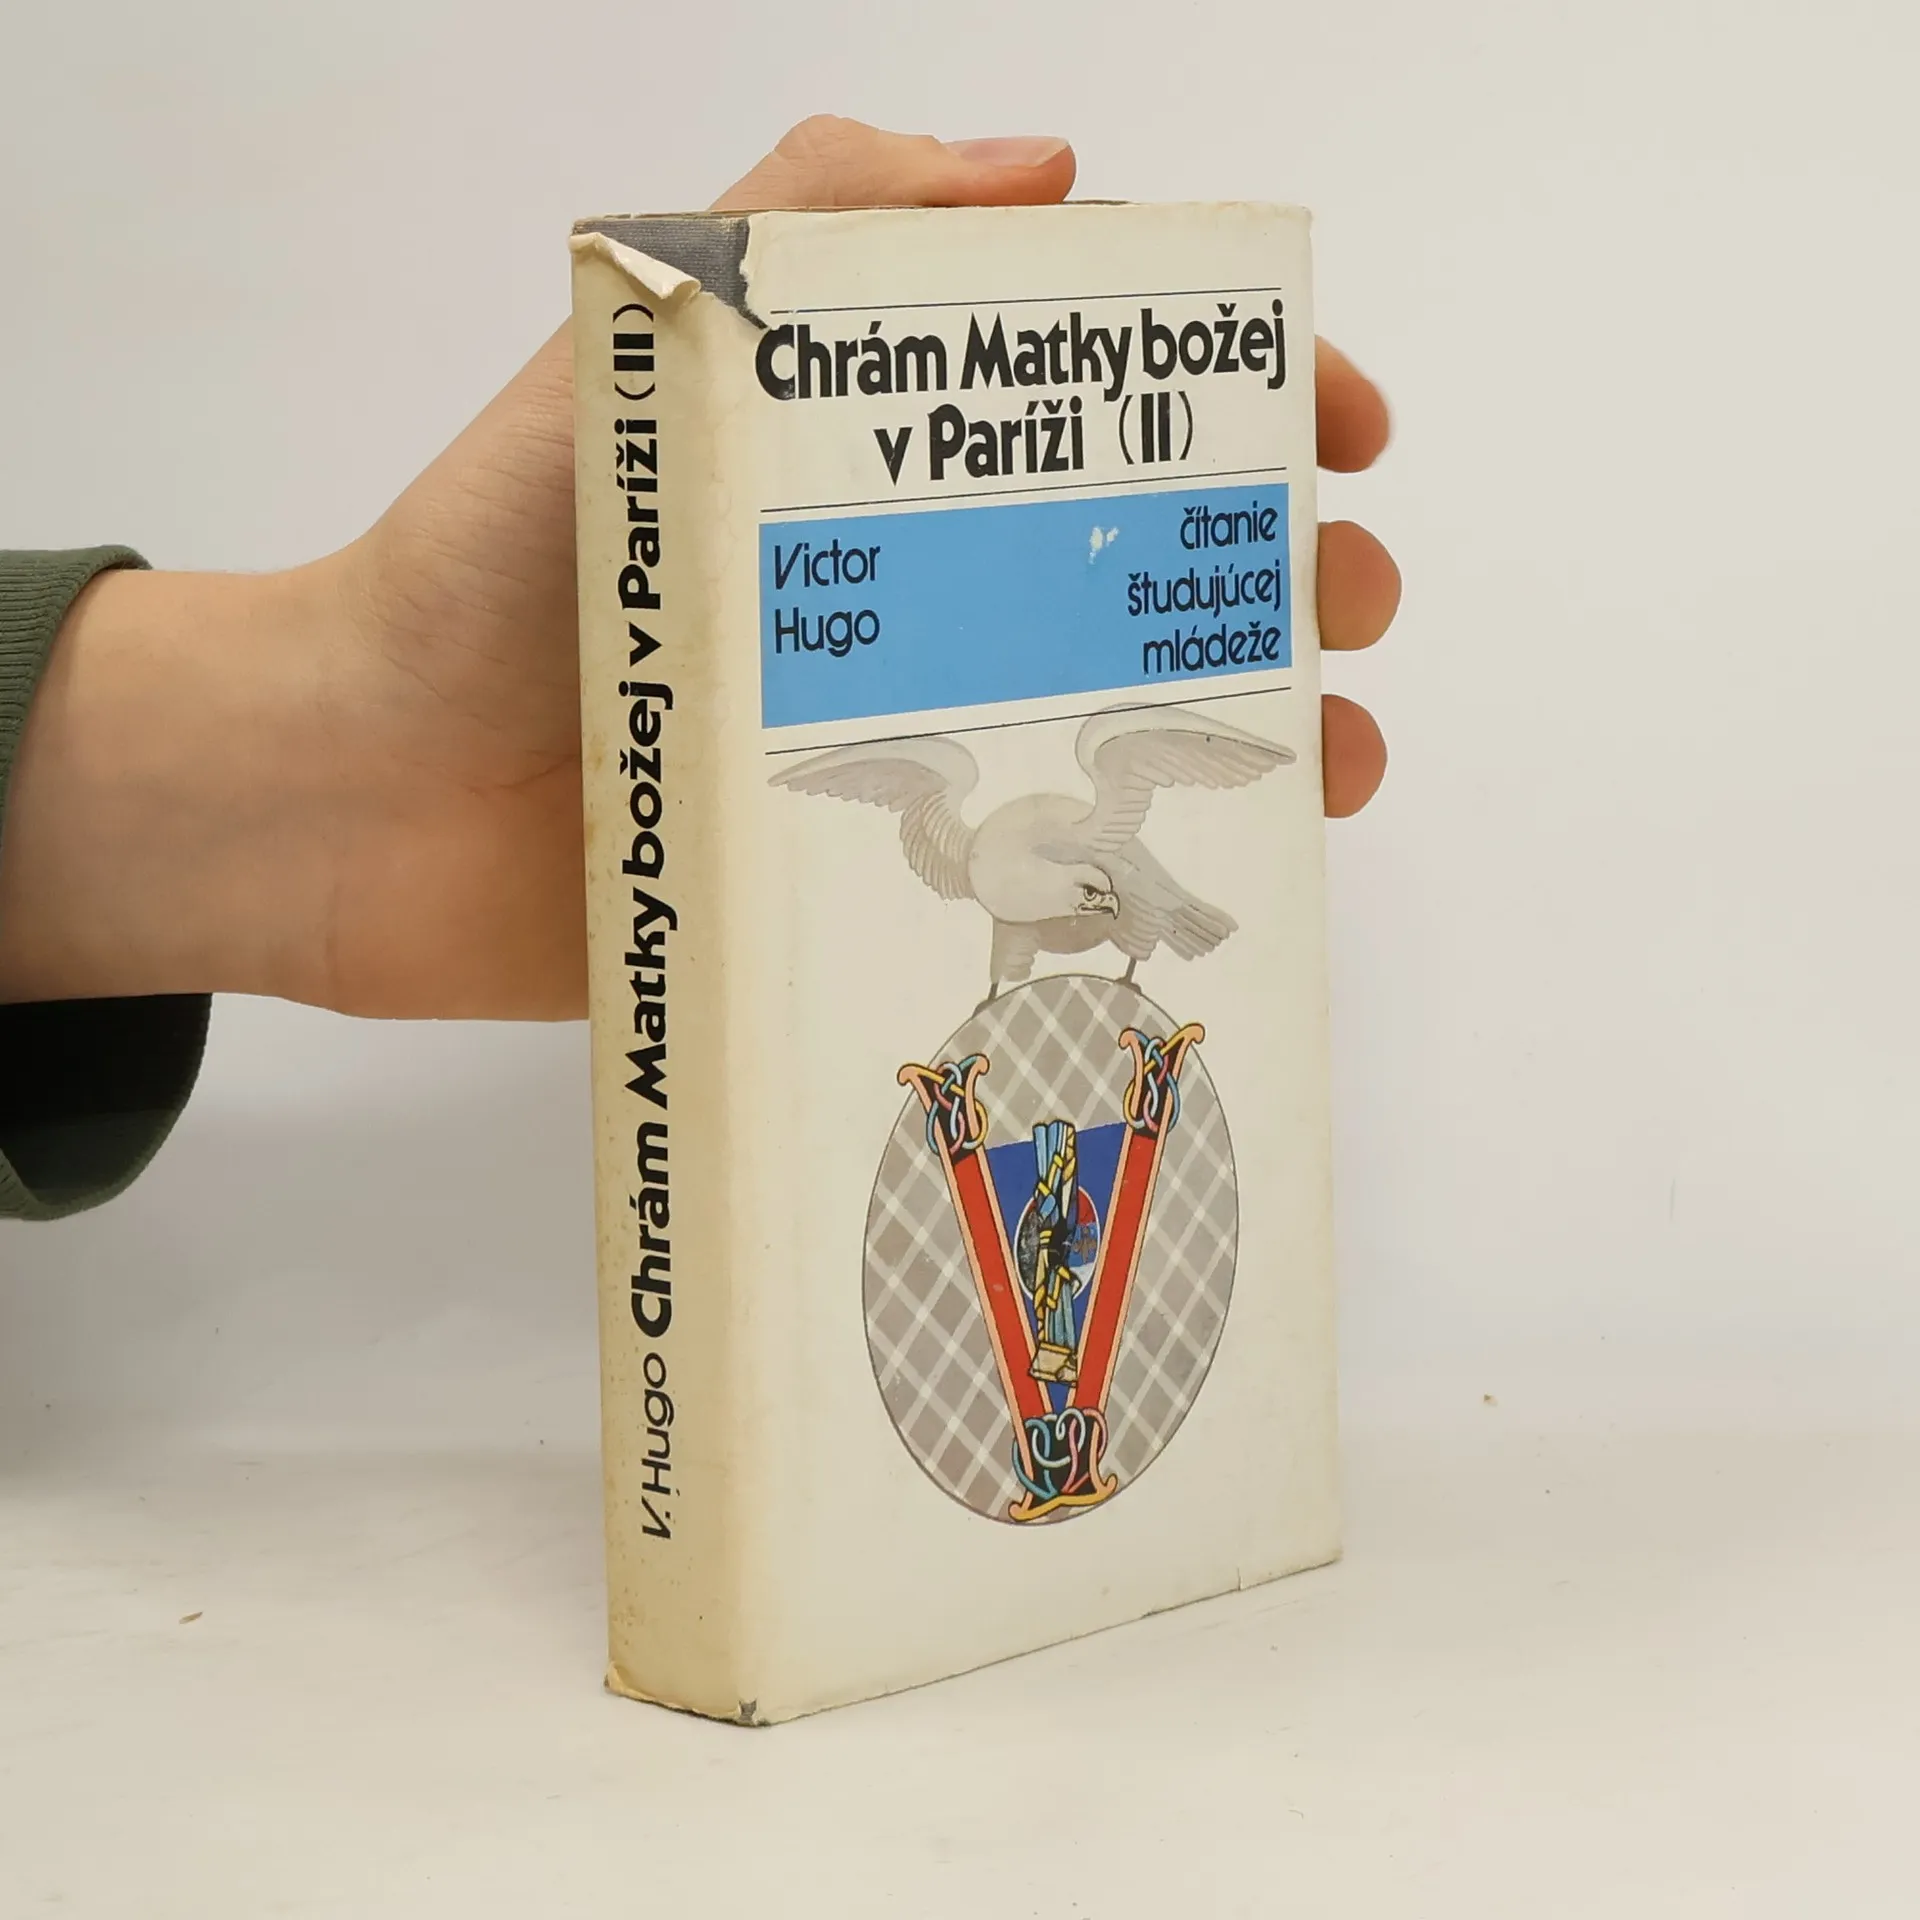 Chrám Matky božej
v Paríži (II)
Victor
Hugo
čítanie
študujúcej
mládeže
V. Hugo Chrám Matky božej v Paríži (II)